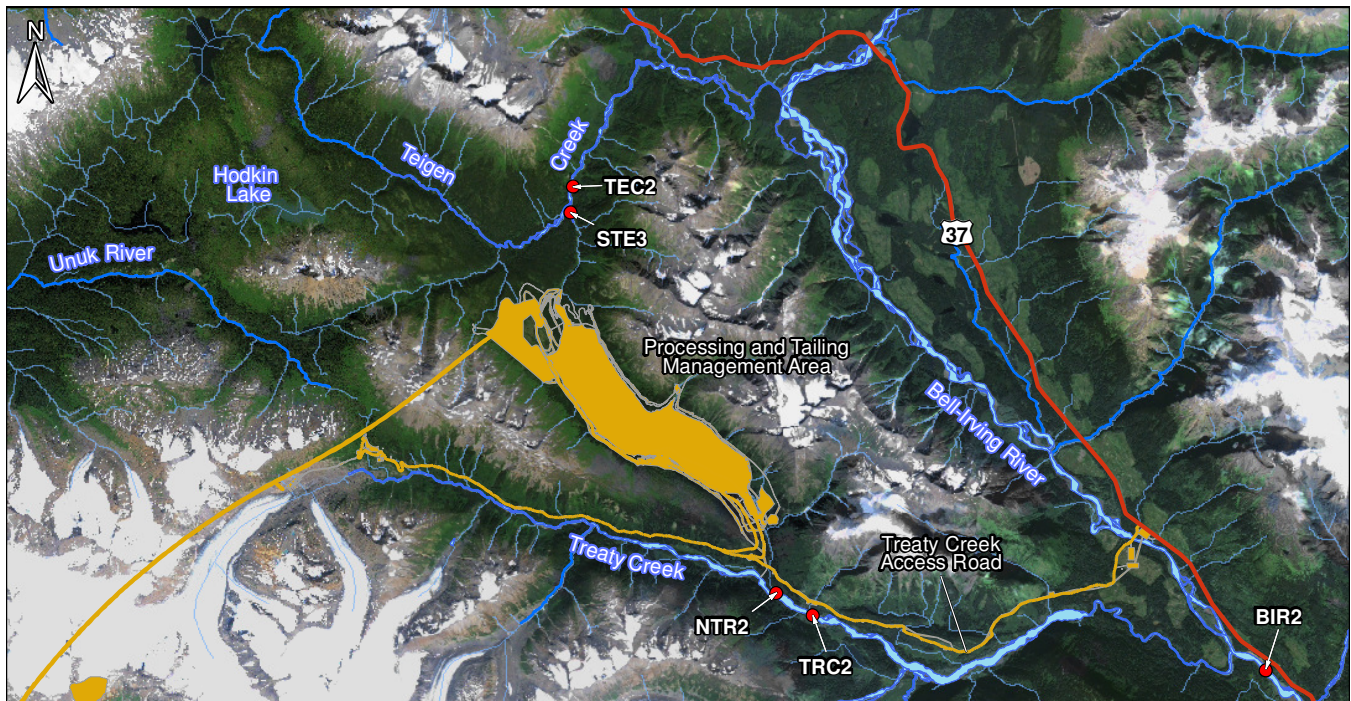 N
Creek
Teigen
TEC2
Hodkin
Lake
STE3
37
Unuk River
Processing and Tailing
Management Area
Bell-Irving River
Treaty Creek
Treaty Creek
Access Road
NTR2
BIR2
TRC2